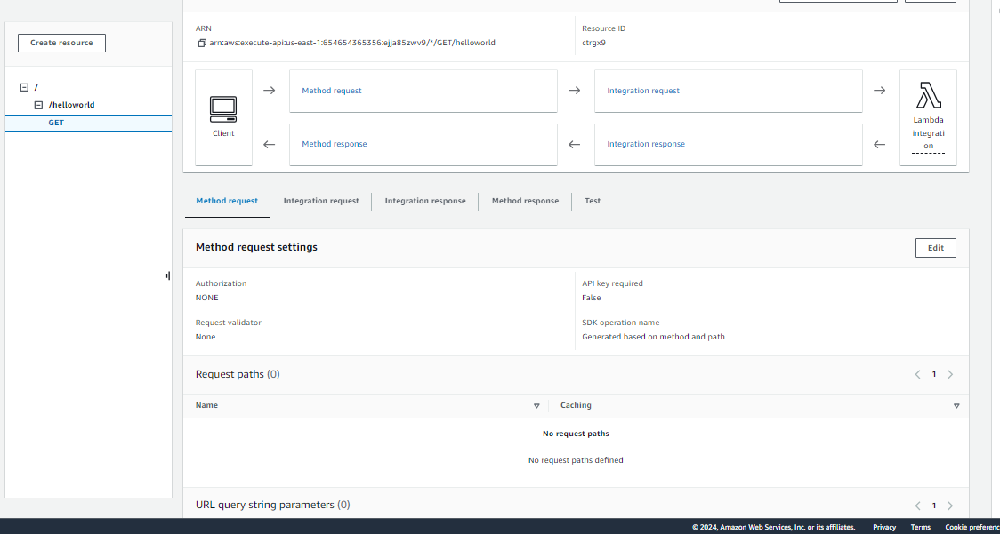 Create resource
/
/helloworld
GET
ARN
arn:aws:execute-api:us-east-1:654654365356:ejja85zwv9/*/GET/helloworld
Resource ID
ctrgx9
Client
Method request
Integration request
Method response
Integration response
Lambda
integrati
on
Method request
Integration request
Integration response
Method response
Test
Method request settings
Edit
Authorization
NONE
API key required
False
Request validator
None
SDK operation name
Generated based on method and path
Request paths (0)
1
Name
Caching
No request paths
No request paths defined
URL query string parameters (0)
1
© 2024, Amazon Web Services, Inc. or its affiliates.
Privacy
Terms
Cookie preferenc